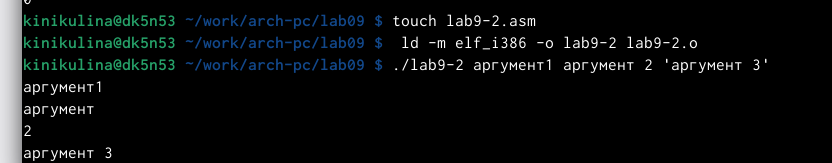 kinikulina@dk5n53 ~/work/arch-pc/lab09 $ touch lab9-2.asm
kinikulina@dk5n53 ~/work/arch-pc/lab09 $  ld -m elf_i386 -o lab9-2 lab9-2.o
kinikulina@dk5n53 ~/work/arch-pc/lab09 $ ./lab9-2 аргумент1 аргумент 2 'аргумент 3'
аргумент1
аргумент
2
аргумент 3